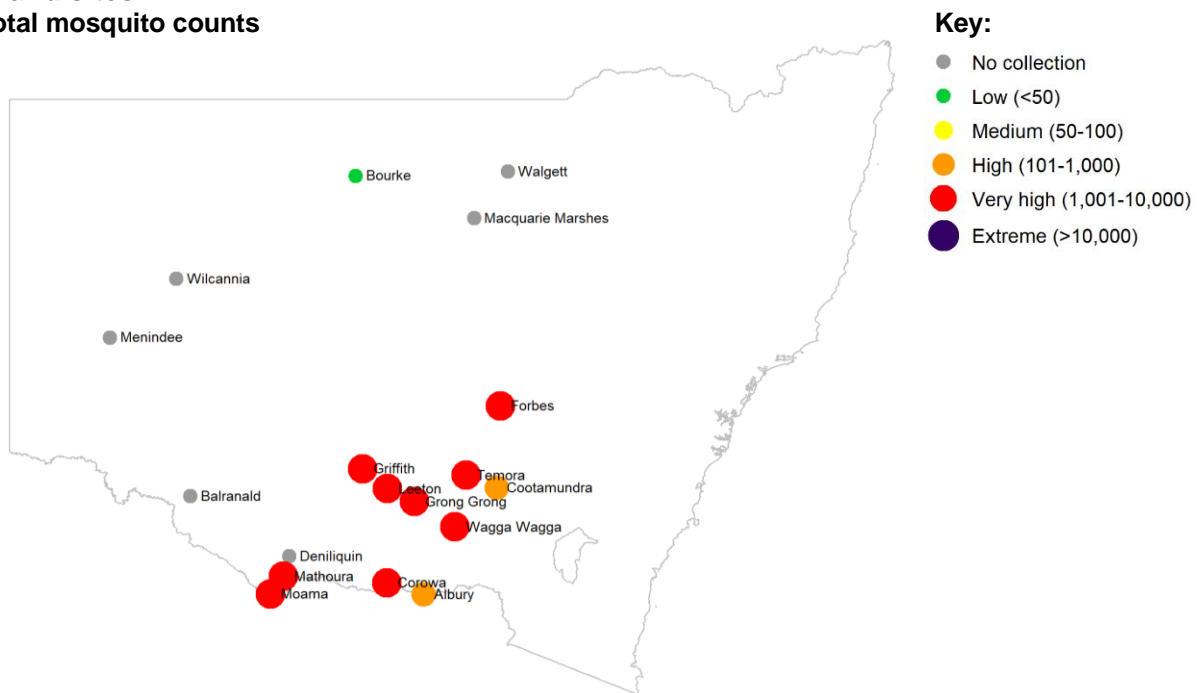 otal mosquito counts
Key:
No collection
Low (<50)
Medium (50-100)
High (101-1,000)
Very high (1,001-10,000)
Extreme (>10,000)
Bourke
Walgett
Macquarie Marshes
Wilcannia
Menindee
Forbes
Griffith
Temora
Leeton
Cootamundra
Balranald
Grong Grong
Wagga Wagga
Deniliquin
Mathoura
Corowa
Moama
Albury